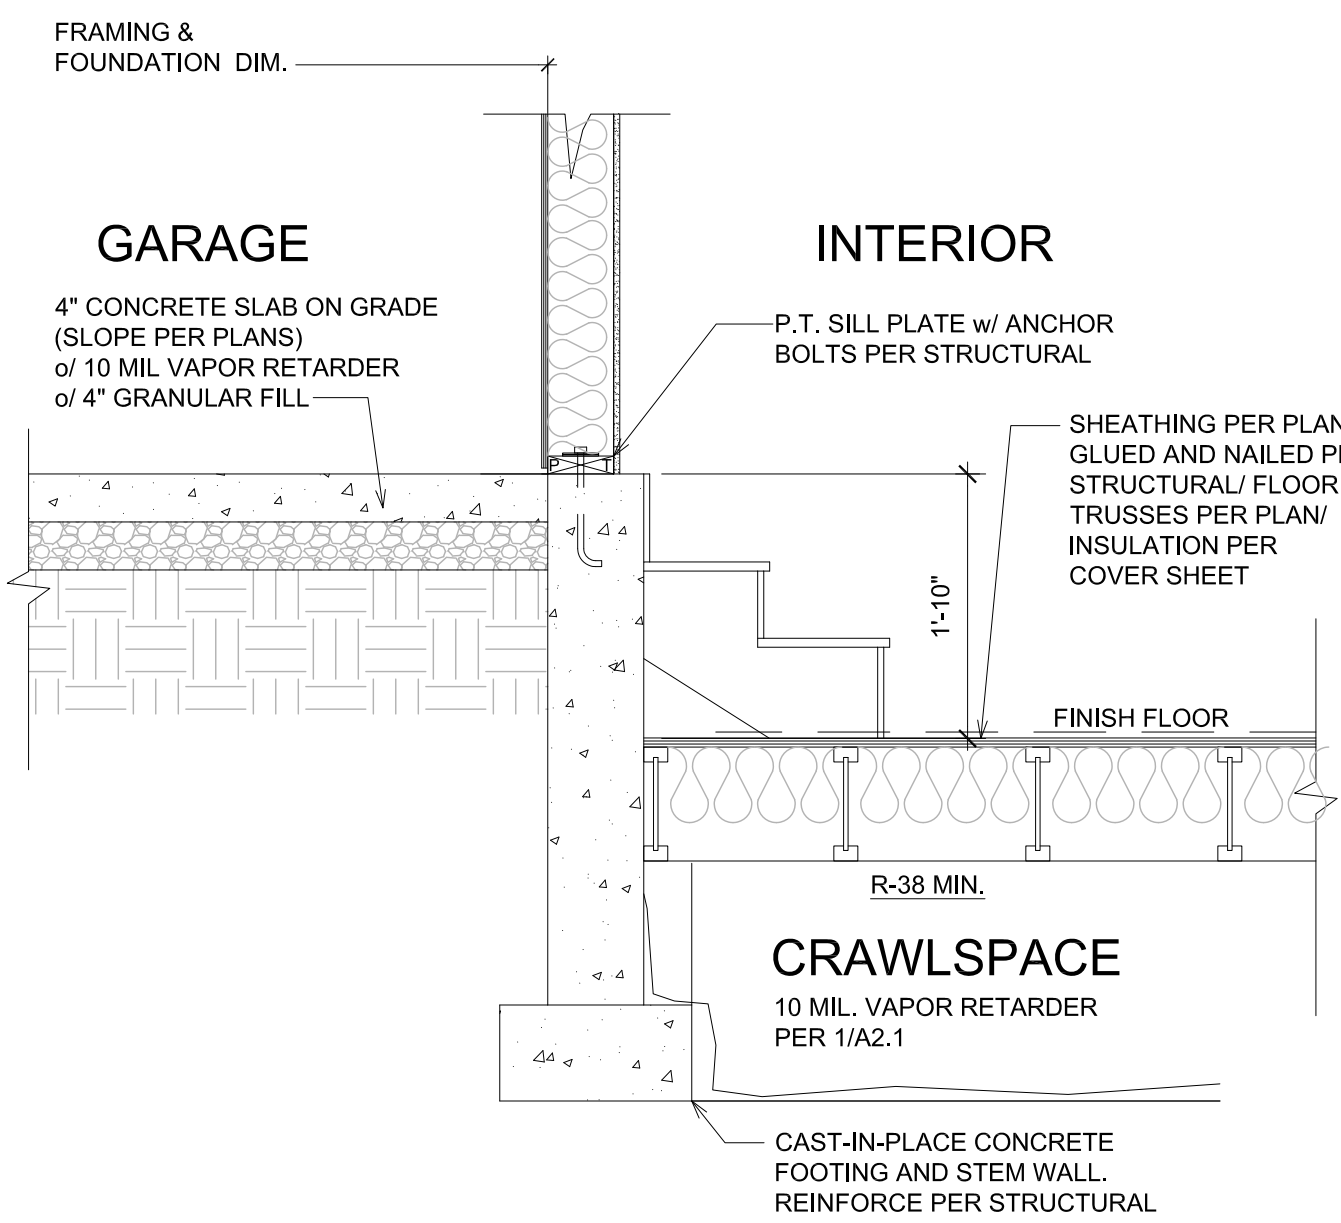 FRAMING &
FOUNDATION DIM.
GARAGE
INTERIOR
4" CONCRETE SLAB ON GRADE
(SLOPE PER PLANS)
o/ 10 MIL VAPOR RETARDER
o/ 4" GRANULAR FILL
P.T. SILL PLATE w/ ANCHOR
BOLTS PER STRUCTURAL
SHEATHING PER PLAN
GLUED AND NAILED
STRUCTURAL/ FLOOR
TRUSSES PER PLAN/
INSULATION PER
COVER SHEET
P T
1'-10"
FINISH FLOOR
R-38 MIN.
CRAWLSPACE
10 MIL. VAPOR RETARDER
PER 1/A2.1
CAST-IN-PLACE CONCRETE
FOOTING AND STEM WALL.
REINFORCE PER STRUCTURAL